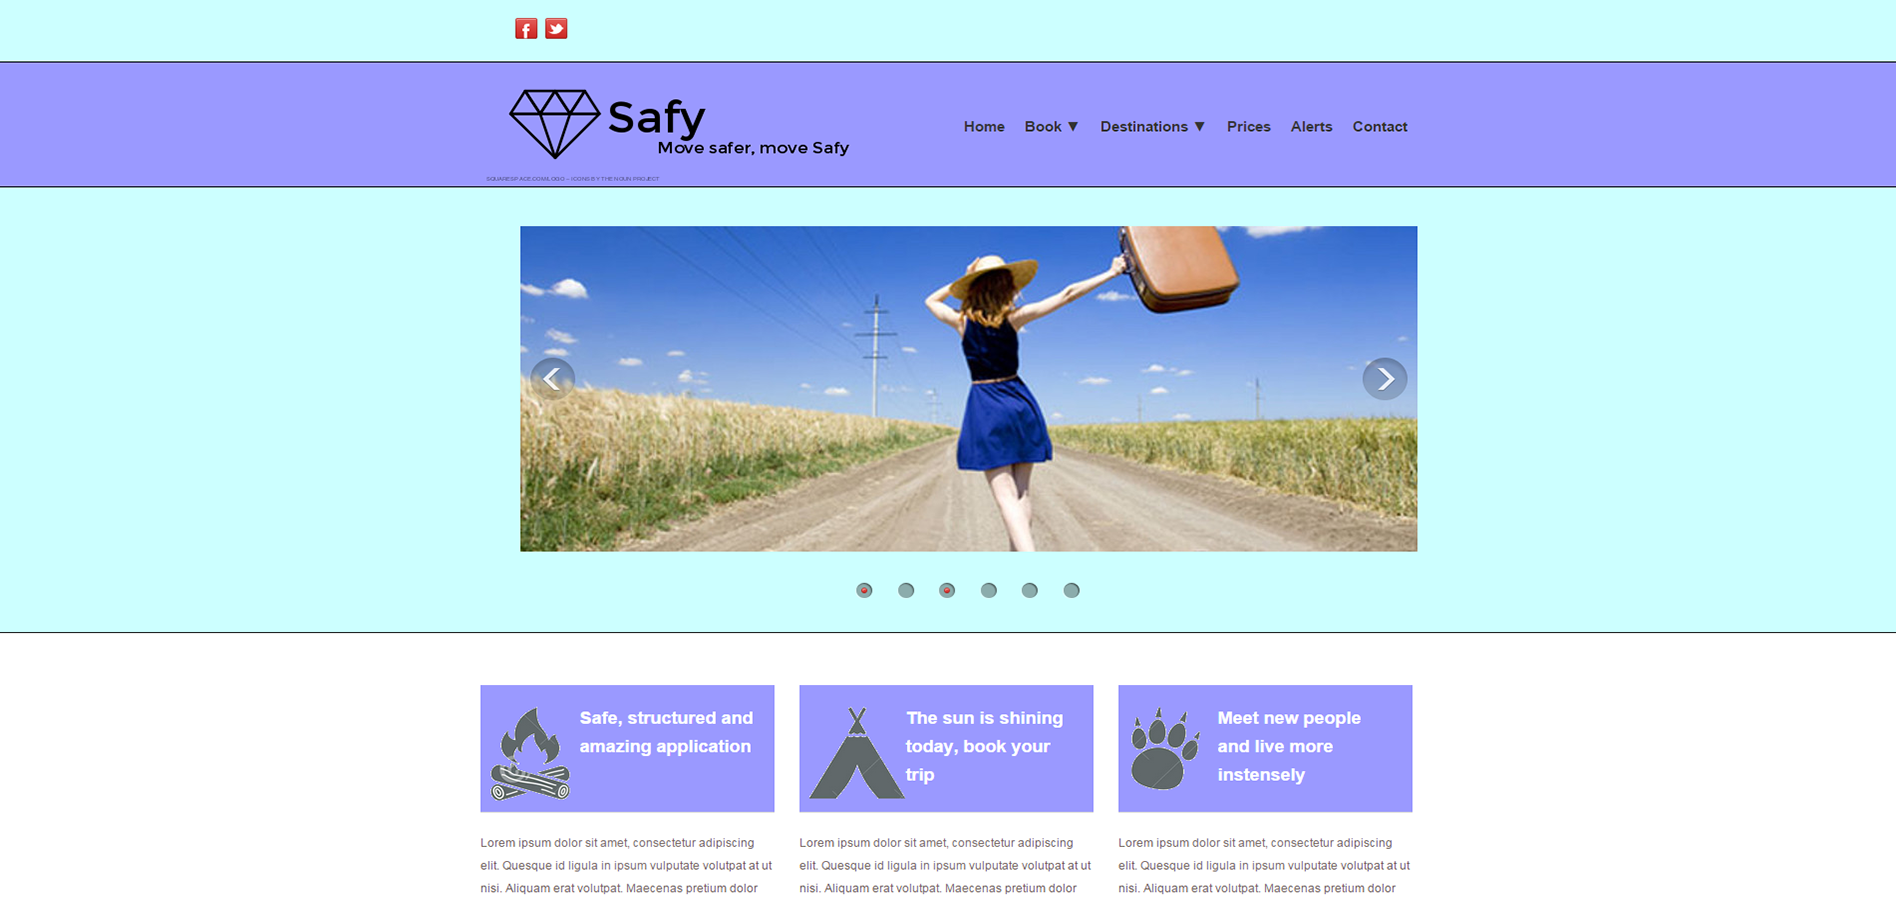 Safy
Move safer, move Safy
SQUARESPACE.COM/LOGO – ICONS BY THE NOUN PROJECT
Home Book ▼ Destinations ▼ Prices Alerts Contact
Safe, structured and
amazing application
The sun is shining
today, book your
trip
Meet new people
and live more
instensely
Lorem ipsum dolor sit amet, consectetur adipiscing
elit. Quesque id ligula in ipsum vulputate volutpat at ut
nisi. Aliquam erat volutpat. Maecenas pretium dolor
Lorem ipsum dolor sit amet, consectetur adipiscing
elit. Quesque id ligula in ipsum vulputate volutpat at ut
nisi. Aliquam erat volutpat. Maecenas pretium dolor
Lorem ipsum dolor sit amet, consectetur adipiscing
elit. Quesque id ligula in ipsum vulputate volutpat at ut
nisi. Aliquam erat volutpat. Maecenas pretium dolor